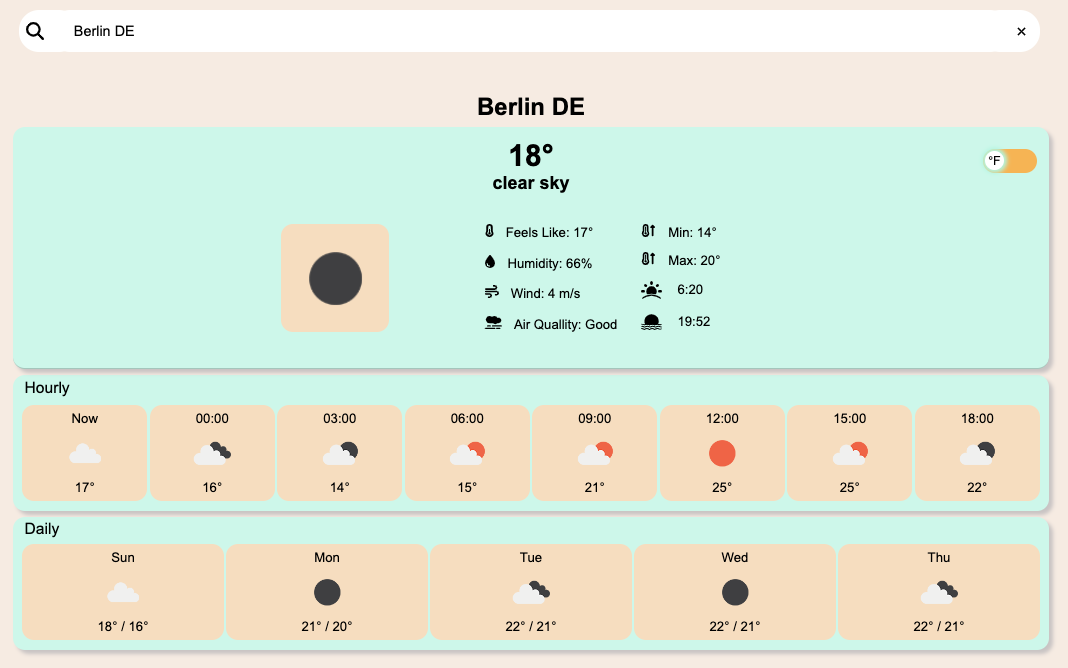 Berlin DE
×
Berlin DE
18°
clear sky
°F
Feels Like: 17°
Min: 14°
Humidity: 66%
Max: 20°
Wind: 4 m/s
6:20
Air Quallity: Good
19:52
Hourly
Now 00:00 03:00 06:00 09:00 12:00 15:00 18:00
17° 16° 14° 15° 21° 25° 25° 22°
Daily
Sun Mon Tue Wed Thu
18° / 16° 21° / 20° 22° / 21° 22° / 21° 22° / 21°